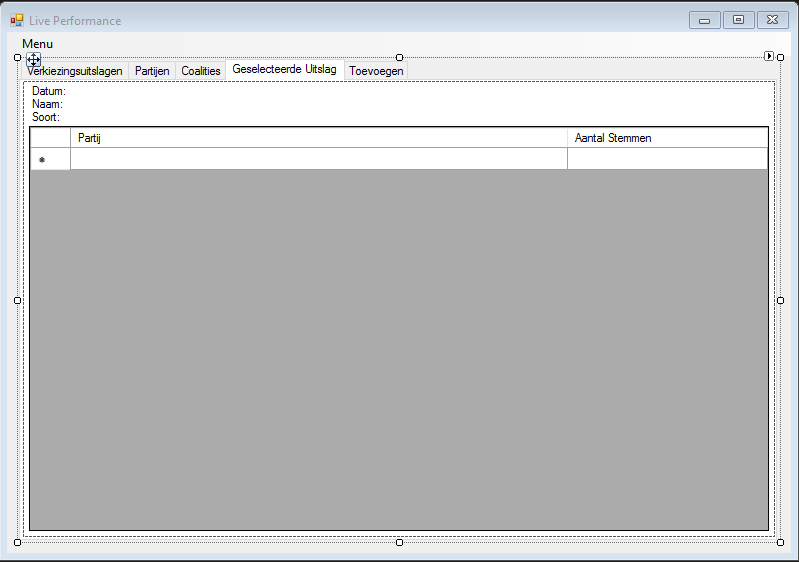 Live Performance
Menu
Verkiezingsuitslagen Partijen Coalities Geselecteerde Uitslag Toevoegen
Datum:
Naam:
Soort:
Partij Aantal Stemmen